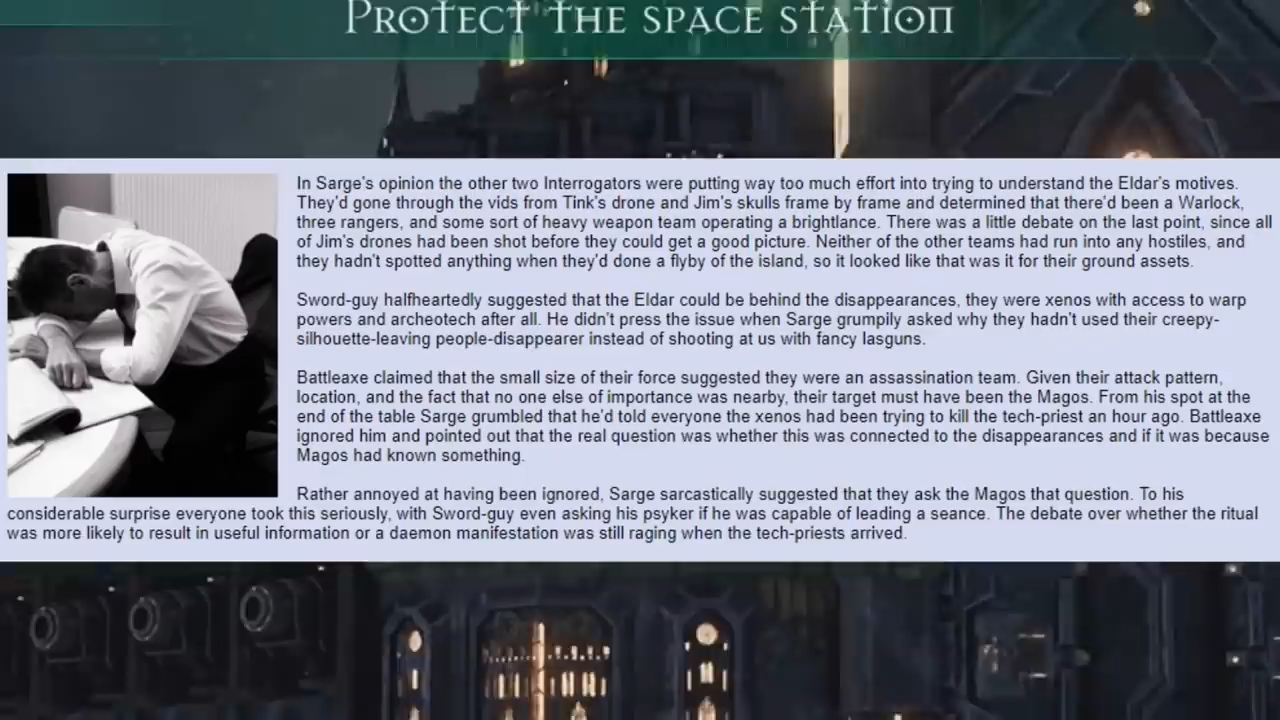 PROTECT THE SPACE STATION
In Sarge's opinion the other two Interrogators were putting way too much effort into trying to understand the Eldar's motives.
They'd gone through the vids from Tink's drone and Jim's skulls frame by frame and determined that there'd been a Warlock,
three rangers, and some sort of heavy weapon team operating a brightlance. There was a little debate on the last point, since all
of Jim's drones had been shot before they could get a good picture. Neither of the other teams had run into any hostiles, and
they hadn't spotted anything when they'd done a flyby of the island, so it looked like that was it for their ground assets.
Sword-guy halfheartedly suggested that the Eldar could be behind the disappearances, they were xenos with access to warp
powers and archeotech after all. He didn't press the issue when Sarge grumpily asked why they hadn't used their creepy-
silhouette-leaving people-disappearer instead of shooting at us with fancy lasguns.
Battleaxe claimed that the small size of their force suggested they were an assassination team. Given their attack pattern,
location, and the fact that no one else of importance was nearby, their target must have been the Magos. From his spot at the
end of the table Sarge grumbled that he'd told everyone the xenos had been trying to kill the tech-priest an hour ago. Battleaxe
ignored him and pointed out that the real question was whether this was connected to the disappearances and if it was because
Magos had known something.
Rather annoyed at having been ignored, Sarge sarcastically suggested that they ask the Magos that question. To his
considerable surprise everyone took this seriously, with Sword-guy even asking his psyker if he was capable of leading a seance. The debate over whether the ritual
was more likely to result in useful information or a daemon manifestation was still raging when the tech-priests arrived.